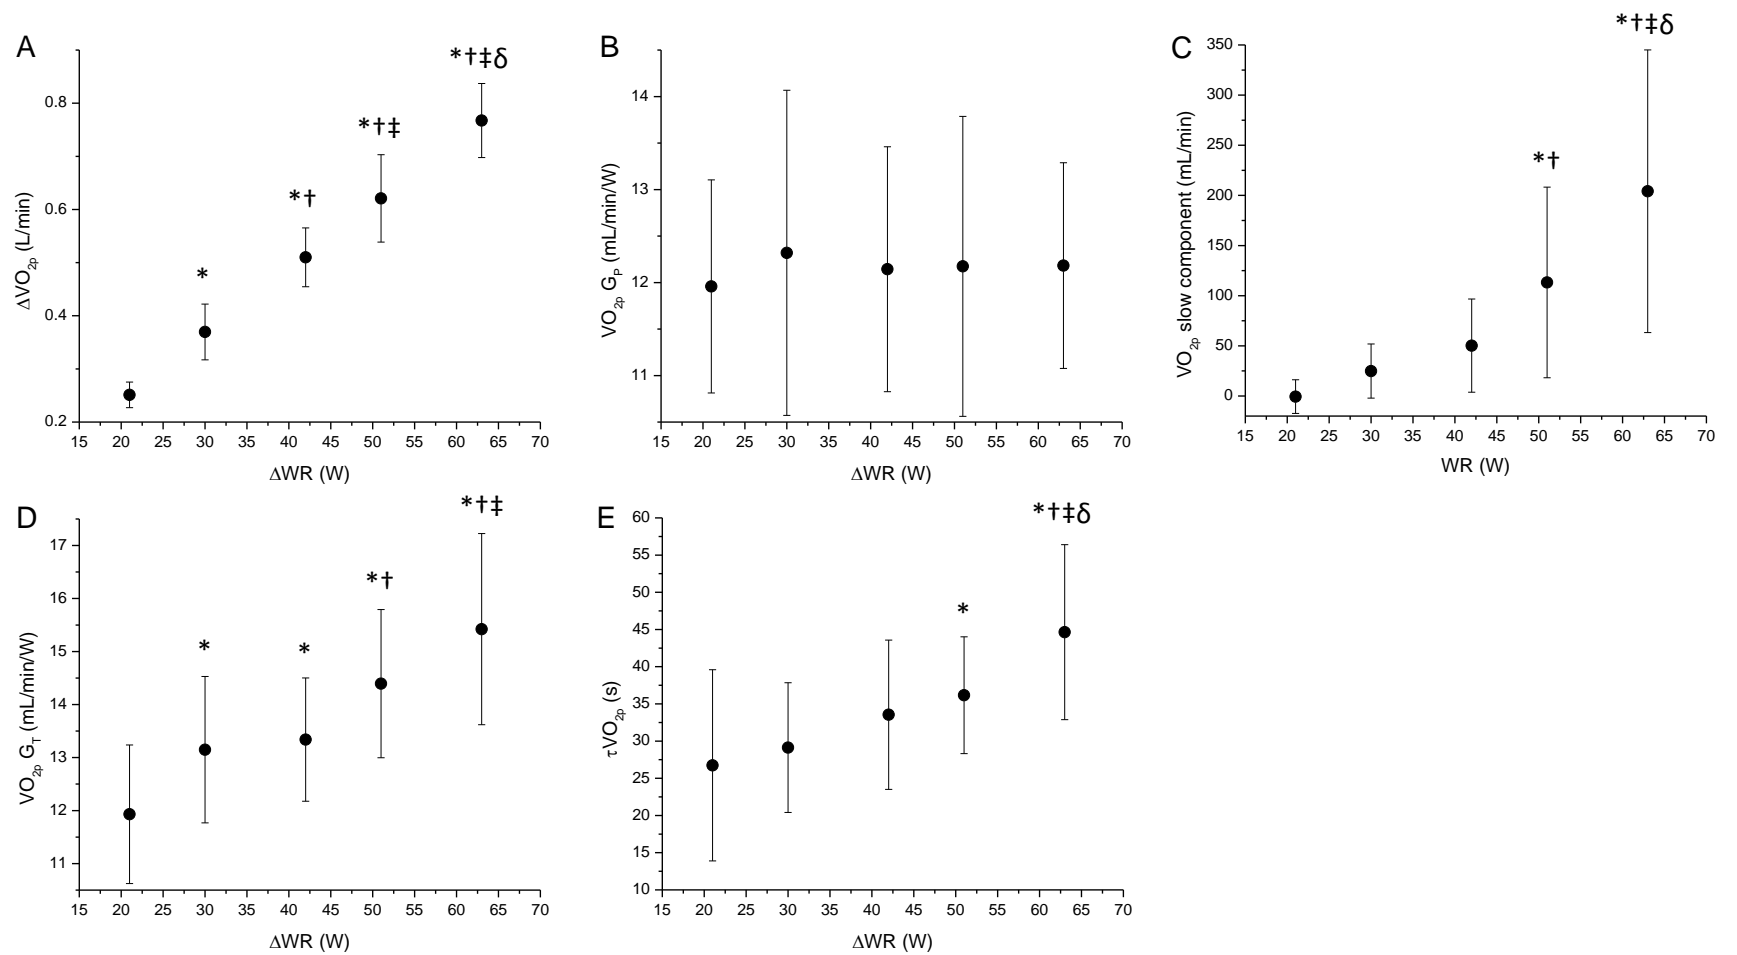 A
*†‡δ
*†‡
*†
*
0.8
0.6
0.4
0.2
ΔVO2p (L/min)
15 20 25 30 35 40 45 50 55 60 65 70
ΔWR (W)
B
14
13
12
11
VO2p GP (mL/min/W)
15 20 25 30 35 40 45 50 55 60 65 70
ΔWR (W)
C
*†‡δ
*†
350
300
250
200
150
100
50
0
VO2p slow component (mL/min)
15 20 25 30 35 40 45 50 55 60 65 70
WR (W)
D
*†‡
*†
*
*
17
16
15
14
13
12
11
VO2p GT (mL/min/W)
15 20 25 30 35 40 45 50 55 60 65 70
ΔWR (W)
E
*†‡δ
*
60
55
50
45
40
35
30
25
20
15
10
τVO2p (s)
15 20 25 30 35 40 45 50 55 60 65 70
ΔWR (W)